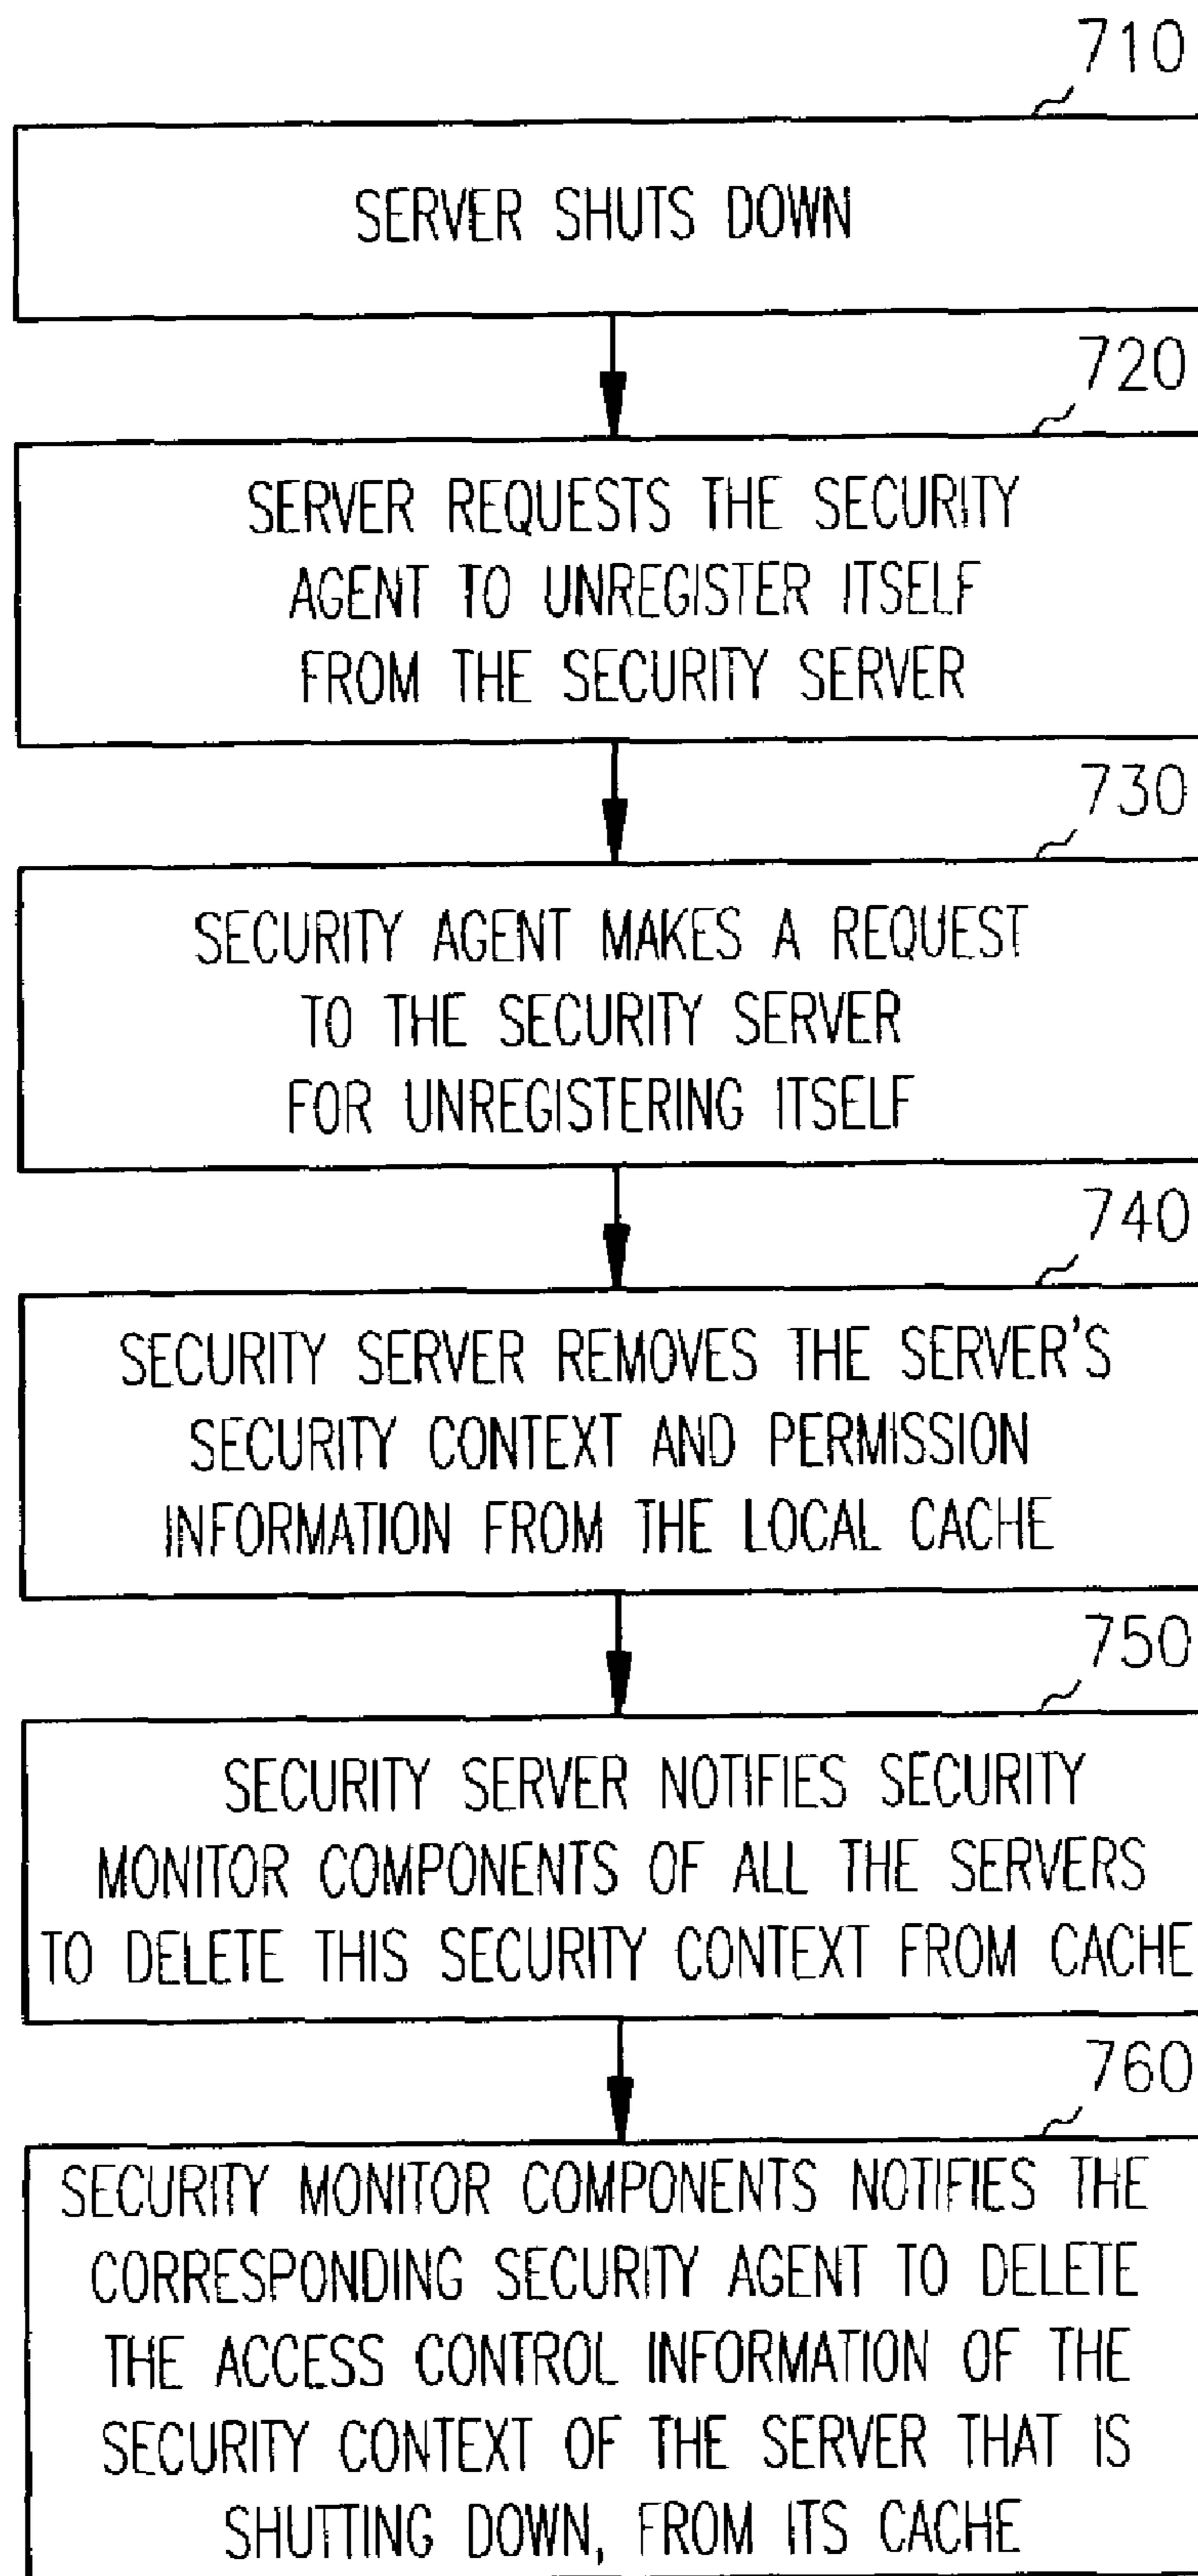 710
SERVER SHUTS DOWN
720
SERVER REQUESTS THE SECURITY
AGENT TO UNREGISTER ITSELF
FROM THE SECURITY SERVER
730
SECURITY AGENT MAKES A REQUEST
TO THE SECURITY SERVER
FOR UNREGISTERING ITSELF
740
SECURITY SERVER REMOVES THE SERVER'S
SECURITY CONTEXT AND PERMISSION
INFORMATION FROM THE LOCAL CACHE
750
SECURITY SERVER NOTIFIES SECURITY
MONITOR COMPONENTS OF ALL THE SERVERS
TO DELETE THIS SECURITY CONTEXT FROM CACHE
760
SECURITY MONITOR COMPONENTS NOTIFIES THE
CORRESPONDING SECURITY AGENT TO DELETE
THE ACCESS CONTROL INFORMATION OF THE
SECURITY CONTEXT OF THE SERVER THAT IS
SHUTTING DOWN, FROM ITS CACHE